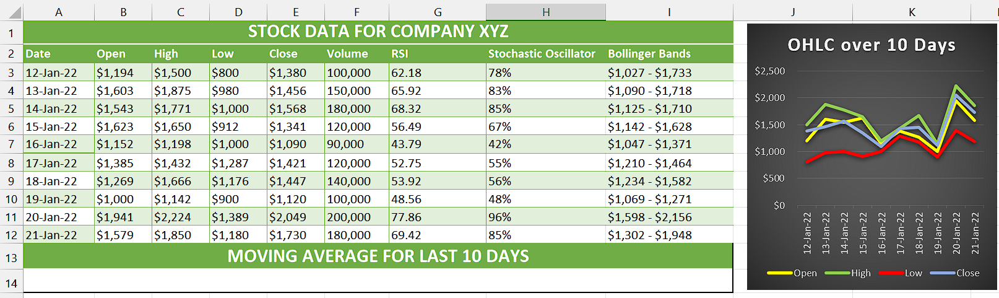 A B C D E F G H I J K
1 STOCK DATA FOR COMPANY XYZ
2 Date Open High Low Close Volume RSI Stochastic Oscillator Bollinger Bands
3 12-Jan-22 $1,194 $1,500 $800 $1,380 100,000 62.18 78% $1,027 - $1,733
4 13-Jan-22 $1,603 $1,875 $980 $1,456 150,000 65.92 83% $1,090 - $1,718
5 14-Jan-22 $1,543 $1,771 $1,000 $1,568 180,000 68.32 85% $1,125 - $1,710
6 15-Jan-22 $1,623 $1,650 $912 $1,341 120,000 56.49 67% $1,142 - $1,628
7 16-Jan-22 $1,152 $1,198 $1,000 $1,090 90,000 43.79 42% $1,047 - $1,371
8 17-Jan-22 $1,385 $1,432 $1,287 $1,421 120,000 52.75 55% $1,210 - $1,464
9 18-Jan-22 $1,269 $1,666 $1,176 $1,447 140,000 53.92 56% $1,234 - $1,582
10 19-Jan-22 $1,000 $1,142 $900 $1,120 100,000 48.56 48% $1,069 - $1,271
11 20-Jan-22 $1,941 $2,224 $1,389 $2,049 200,000 77.86 96% $1,598 - $2,156
12 21-Jan-22 $1,579 $1,850 $1,180 $1,730 180,000 69.42 85% $1,302 - $1,948
13 MOVING AVERAGE FOR LAST 10 DAYS
14
OHLC over 10 Days
$2,500
$2,000
$1,500
$1,000
$500
$0
12-Jan-22
13-Jan-22
14-Jan-22
15-Jan-22
16-Jan-22
17-Jan-22
18-Jan-22
19-Jan-22
20-Jan-22
21-Jan-22
Open High Low Close